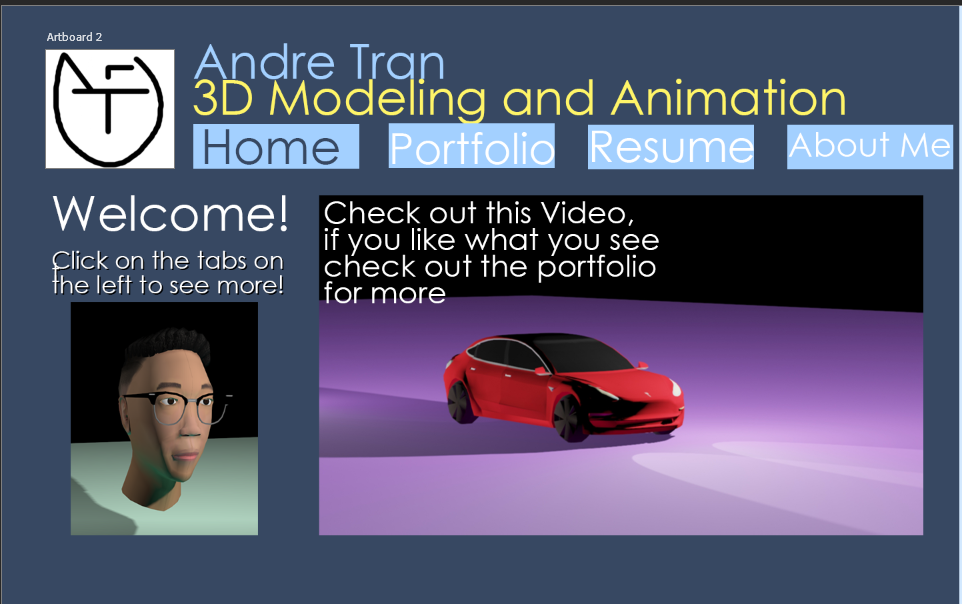 Artboard 2
Andre Tran
3D Modeling and Animation
Home
Portfolio
Resume
About Me
Welcome!
Click on the tabs on
the left to see more!
Check out this Video,
if you like what you see
check out the portfolio
for more